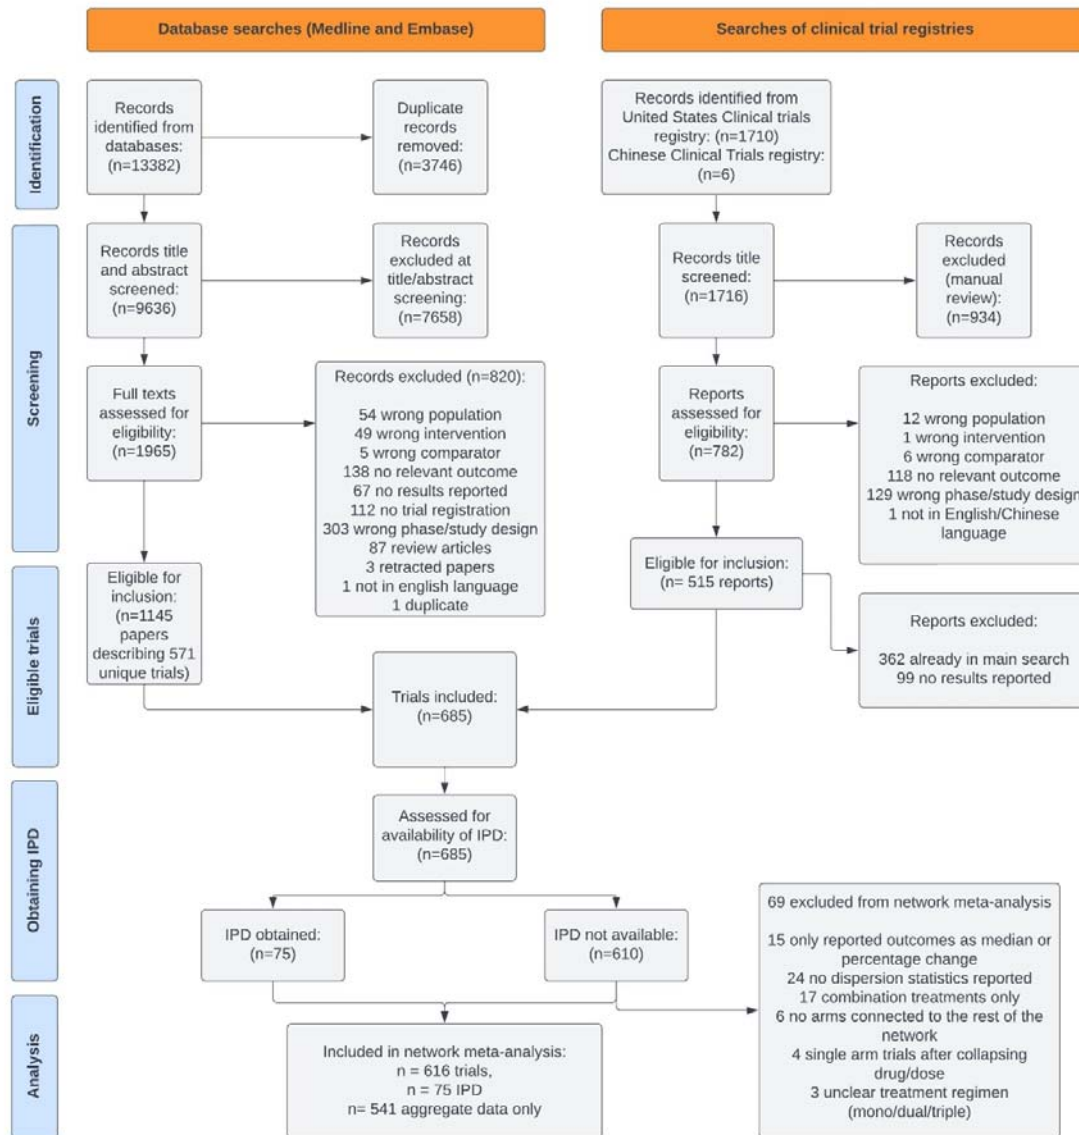 Database searches (Medline and Embase)
Searches of clinical trial registries
Identification
Records
identified from
databases:
(n=13382)
Duplicate
records
removed:
(n=3746)
Records identified from
United States Clinical trials
registry: (n=1710)
Chinese Clinical Trials registry:
(n=6)
Screening
Records title
and abstract
screened:
(n=9636)
Records
excluded at
title/abstract
screening:
(n=7658)
Records title
screened:
(n=1716)
Records
excluded
(manual
review):
(n=934)
Full texts
assessed for
eligibility:
(n=1965)
Records excluded (n=820):
54 wrong population
49 wrong intervention
5 wrong comparator
138 no relevant outcome
67 no results reported
112 no trial registration
303 wrong phase/study design
87 review articles
3 retracted papers
1 not in english language
1 duplicate
Reports
assessed for
eligibility:
(n=782)
Reports excluded:
12 wrong population
1 wrong intervention
6 wrong comparator
118 no relevant outcome
129 wrong phase/study design
1 not in English/Chinese
language
Eligible trials
Eligible for
inclusion:
(n=1145
papers
describing 571
unique trials)
Eligible for inclusion:
(n= 515 reports)
Reports excluded:
362 already in main search
99 no results reported
Trials included:
(n=685)
Obtaining IPD
Assessed for
availability of IPD:
(n=685)
IPD obtained:
(n=75)
IPD not available:
(n=610)
69 excluded from network meta-analysis
15 only reported outcomes as median or
percentage change
24 no dispersion statistics reported
17 combination treatments only
6 no arms connected to the rest of the
network
4 single arm trials after collapsing
drug/dose
3 unclear treatment regimen
(mono/dual/triple)
Analysis
Included in network meta-analysis:
n = 616 trials,
n = 75 IPD
n= 541 aggregate data only